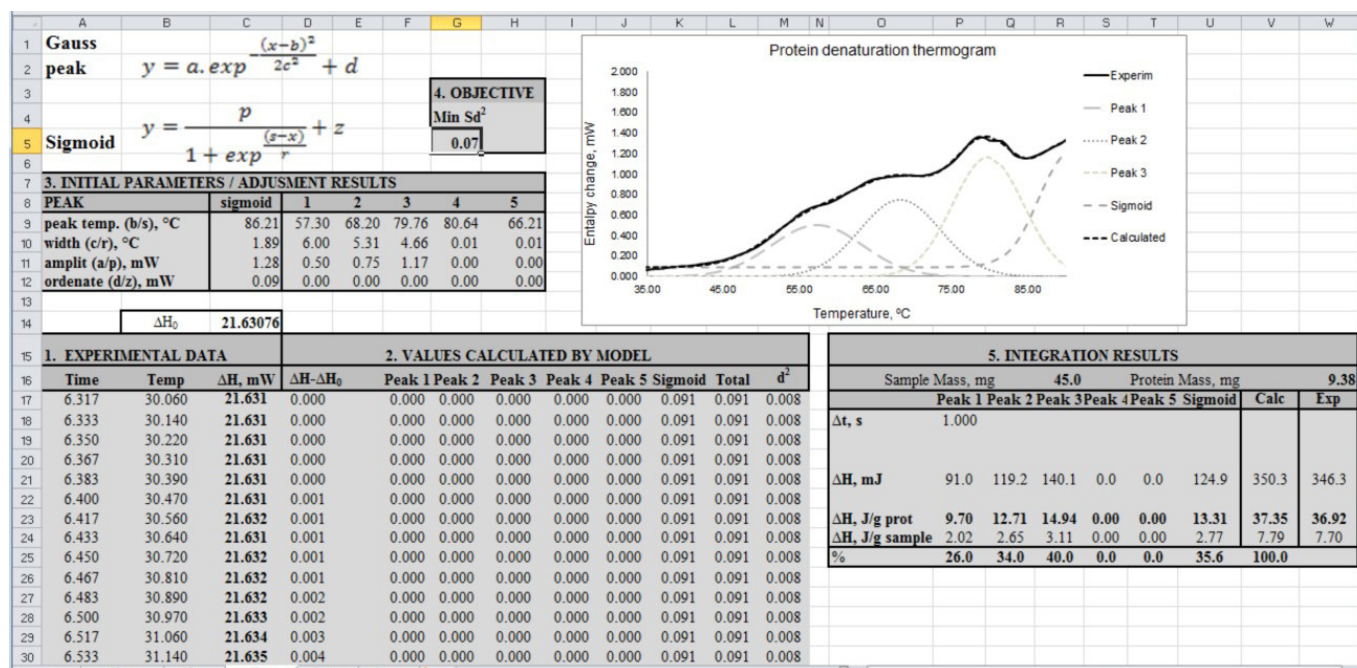 A B C D E F G H I J K L M N O P Q R S T U V W
1 Gauss
2 peak y = a.exp^{-\frac{(x-b)^2}{2c^2}} + d
3 4. OBJECTIVE
4 Min Sd²
5 Sigmoid y = \frac{p}{1 + exp^{\frac{(s-x)}{r}}} + z 0.07
6
7 3. INITIAL PARAMETERS / ADJUSMENT RESULTS
8 PEAK sigmoid 1 2 3 4 5
9 peak temp. (b/s), °C 86.21 57.30 68.20 79.76 80.64 66.21
10 width (c/r), °C 1.89 6.00 5.31 4.66 0.01 0.01
11 amplit (a/p), mW 1.28 0.50 0.75 1.17 0.00 0.00
12 ordenate (d/z), mW 0.09 0.00 0.00 0.00 0.00 0.00
13
14 ΔH₀ 21.63076
Protein denaturation thermogram
Entalpy change, mW
2.000
1.800
1.600
1.400
1.200
1.000
0.800
0.600
0.400
0.200
0.000
35.00 45.00 55.00 65.00 75.00 85.00
Temperature, ºC
Experim
Peak 1
Peak 2
Peak 3
Sigmoid
Calculated
15 1. EXPERIMENTAL DATA 2. VALUES CALCULATED BY MODEL
16 Time Temp ΔH, mW ΔH-ΔH₀ Peak 1 Peak 2 Peak 3 Peak 4 Peak 5 Sigmoid Total d²
17 6.317 30.060 21.631 0.000 0.000 0.000 0.000 0.000 0.000 0.091 0.091 0.008
18 6.333 30.140 21.631 0.000 0.000 0.000 0.000 0.000 0.000 0.091 0.091 0.008
19 6.350 30.220 21.631 0.000 0.000 0.000 0.000 0.000 0.000 0.091 0.091 0.008
20 6.367 30.310 21.631 0.000 0.000 0.000 0.000 0.000 0.000 0.091 0.091 0.008
21 6.383 30.390 21.631 0.000 0.000 0.000 0.000 0.000 0.000 0.091 0.091 0.008
22 6.400 30.470 21.631 0.001 0.000 0.000 0.000 0.000 0.000 0.091 0.091 0.008
23 6.417 30.560 21.632 0.001 0.000 0.000 0.000 0.000 0.000 0.091 0.091 0.008
24 6.433 30.640 21.631 0.001 0.000 0.000 0.000 0.000 0.000 0.091 0.091 0.008
25 6.450 30.720 21.632 0.001 0.000 0.000 0.000 0.000 0.000 0.091 0.091 0.008
26 6.467 30.810 21.632 0.001 0.000 0.000 0.000 0.000 0.000 0.091 0.091 0.008
27 6.483 30.890 21.632 0.002 0.000 0.000 0.000 0.000 0.000 0.091 0.091 0.008
28 6.500 30.970 21.633 0.002 0.000 0.000 0.000 0.000 0.000 0.091 0.091 0.008
29 6.517 31.060 21.634 0.003 0.000 0.000 0.000 0.000 0.000 0.091 0.091 0.008
30 6.533 31.140 21.635 0.004 0.000 0.000 0.000 0.000 0.000 0.091 0.091 0.008
5. INTEGRATION RESULTS
Sample Mass, mg 45.0 Protein Mass, mg 9.38
Peak 1 Peak 2 Peak 3 Peak 4 Peak 5 Sigmoid Calc Exp
Δt, s 1.000
ΔH, mJ 91.0 119.2 140.1 0.0 0.0 124.9 350.3 346.3
ΔH, J/g prot 9.70 12.71 14.94 0.00 0.00 13.31 37.35 36.92
ΔH, J/g sample 2.02 2.65 3.11 0.00 0.00 2.77 7.79 7.70
% 26.0 34.0 40.0 0.0 0.0 35.6 100.0